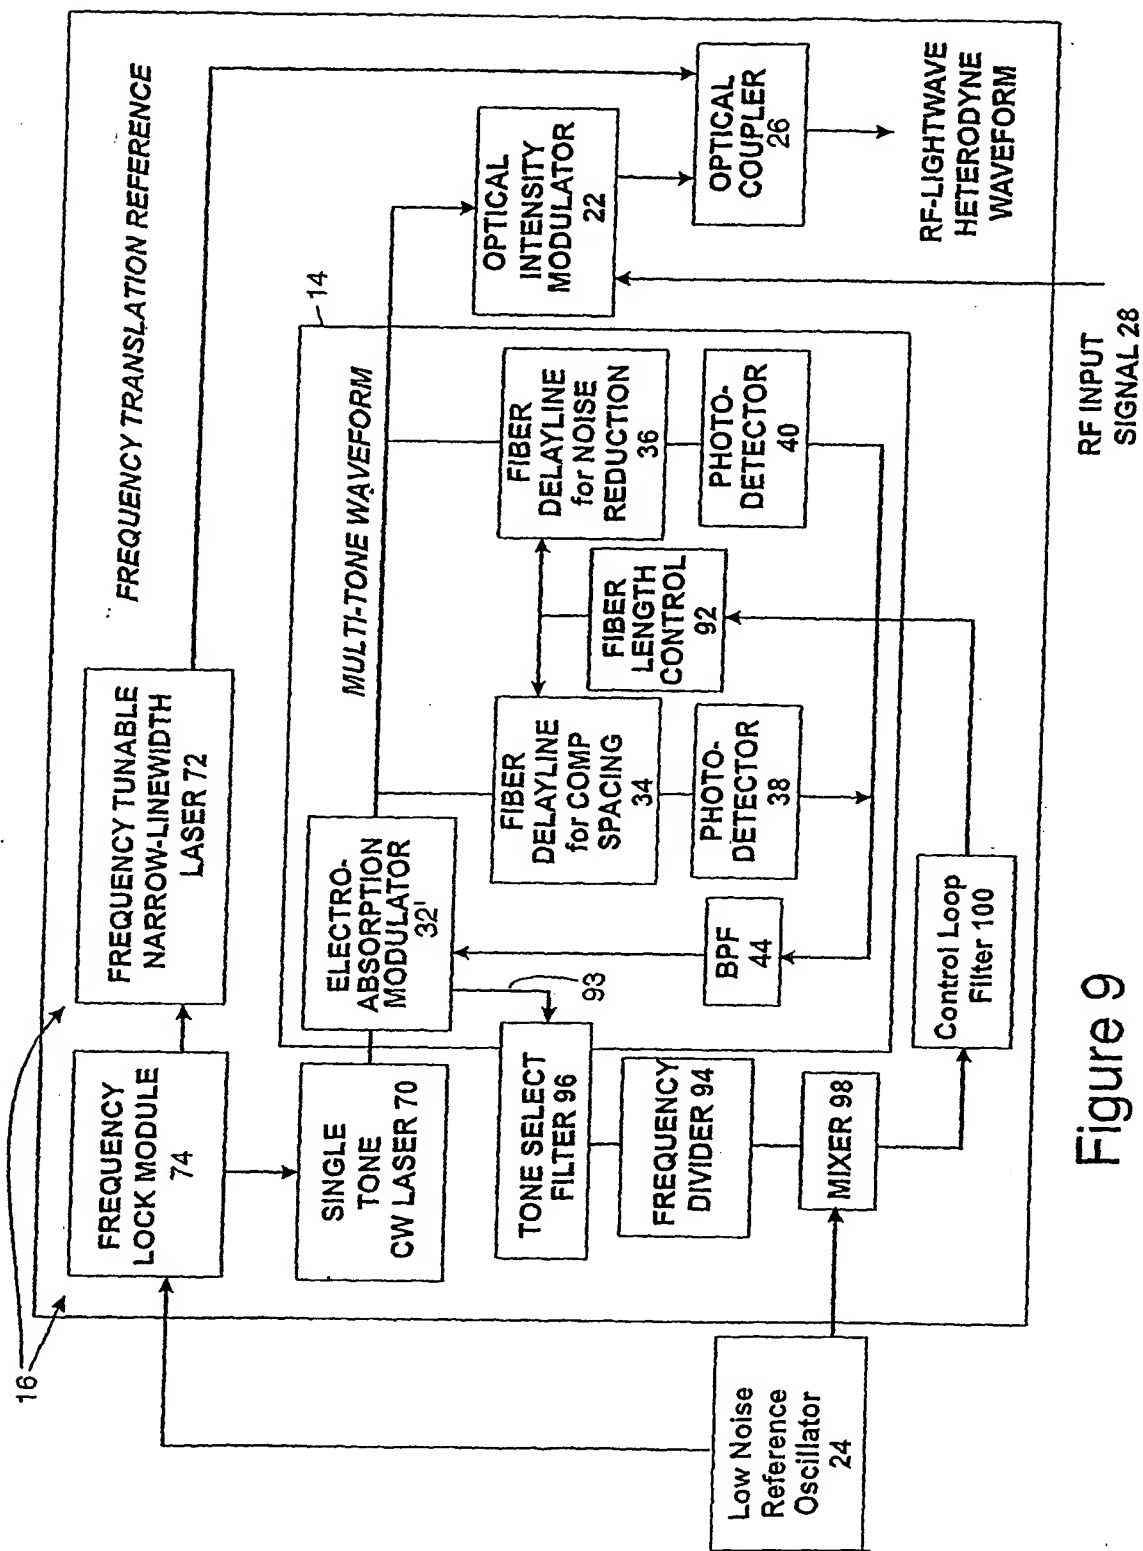 16
FREQUENCY
LOCK MODULE
74
FREQUENCY TUNABLE
NARROW-LINEWIDTH
LASER 72
FREQUENCY TRANSLATION REFERENCE
SINGLE
TONE
CW LASER 70
ELECTRO-
ABSORPTION
MODULATOR
32'
MULTI-TONE WAVEFORM
14
OPTICAL
INTENSITY
MODULATOR
22
OPTICAL
COUPLER
26
RF-LIGHTWAVE
HETERODYNE
WAVEFORM
93
TONE SELECT
FILTER 96
FIBER
DELAYLINE
for COMP
SPACING
34
FIBER
LENGTH
CONTROL
92
FIBER
DELAYLINE
for NOISE
REDUCTION
36
FREQUENCY
DIVIDER 94
BPF
44
PHOTO-
DETECTOR
38
PHOTO-
DETECTOR
40
MIXER 98
Control Loop
Filter 100
Low Noise
Reference
Oscillator
24
RF INPUT
SIGNAL 28
Figure 9